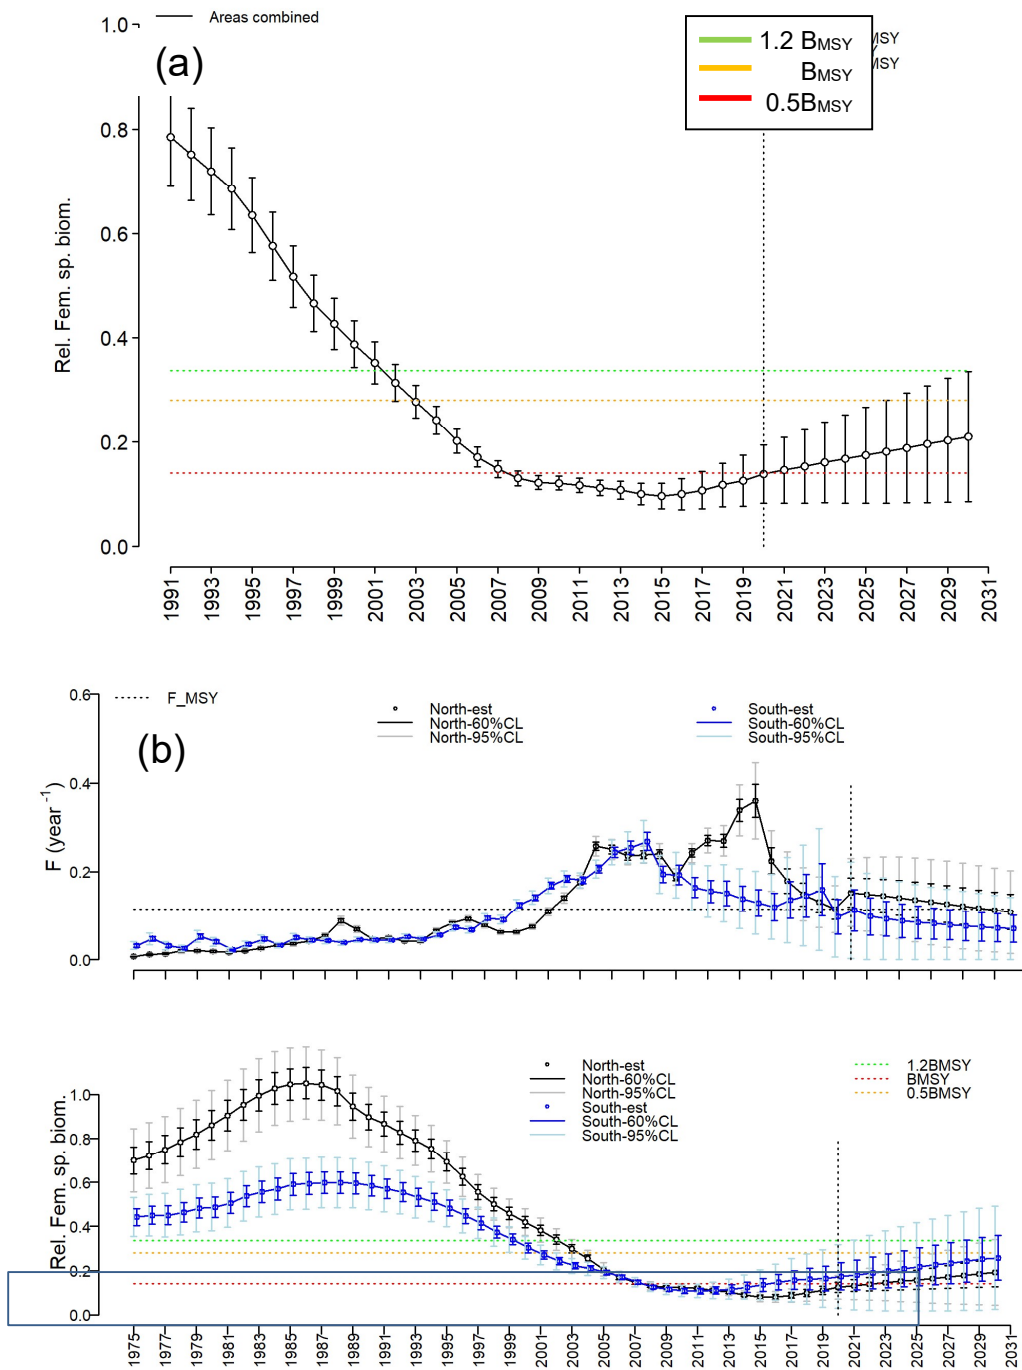 1.0
Areas combined
(a)
1.2 BMSY
MSY
BMSY
MSY
0.5BMSY
0.8
0.6
0.4
0.2
0.0
Rel. Fem. sp. biom.
1991 1993 1995 1997 1999 2001 2003 2005 2007 2009 2011 2013 2015 2017 2019 2021 2023 2025 2027 2029 2031
0.6
F_MSY
North-est
North-60%CL
North-95%CL
South-est
South-60%CL
South-95%CL
(b)
0.4
0.2
0.0
F (year -1)
North-est
North-60%CL
North-95%CL
South-est
South-60%CL
South-95%CL
1.2BMSY
BMSY
0.5BMSY
1.0
0.8
0.6
0.4
0.2
0.0
Rel. Fem. sp. biom.
1975 1977 1979 1981 1983 1985 1987 1989 1991 1993 1995 1997 1999 2001 2003 2005 2007 2009 2011 2013 2015 2017 2019 2021 2023 2025 2027 2029 2031